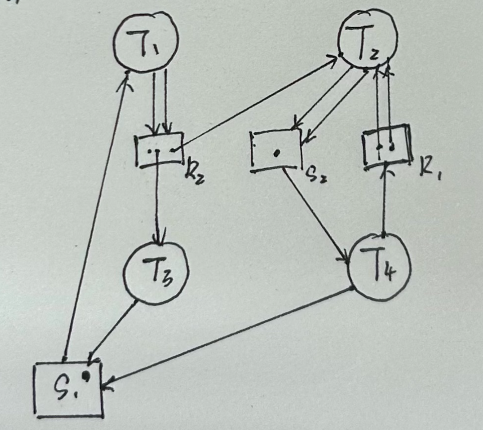 T₁ T₂
R₂ S₂ R₁
T₃ T₄
S₁